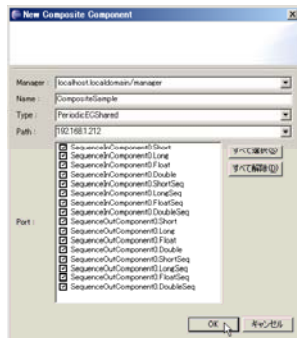 New Composite Component
Manager : localhost.localdomain/manager
Name : CompositeSample
Type : PeriodicECShared
Path : 192.168.1.212
Port :
SequenceInComponent0.Short
SequenceInComponent0.Long
SequenceInComponent0.Float
SequenceInComponent0.Double
SequenceInComponent0.ShortSeq
SequenceInComponent0.LongSeq
SequenceInComponent0.FloatSeq
SequenceInComponent0.DoubleSeq
SequenceOutComponent0.Short
SequenceOutComponent0.Long
SequenceOutComponent0.Float
SequenceOutComponent0.Double
SequenceOutComponent0.ShortSeq
SequenceOutComponent0.LongSeq
SequenceOutComponent0.FloatSeq
SequenceOutComponent0.DoubleSeq
すべて選択(S)
すべて解除(D)
OK
キャンセル